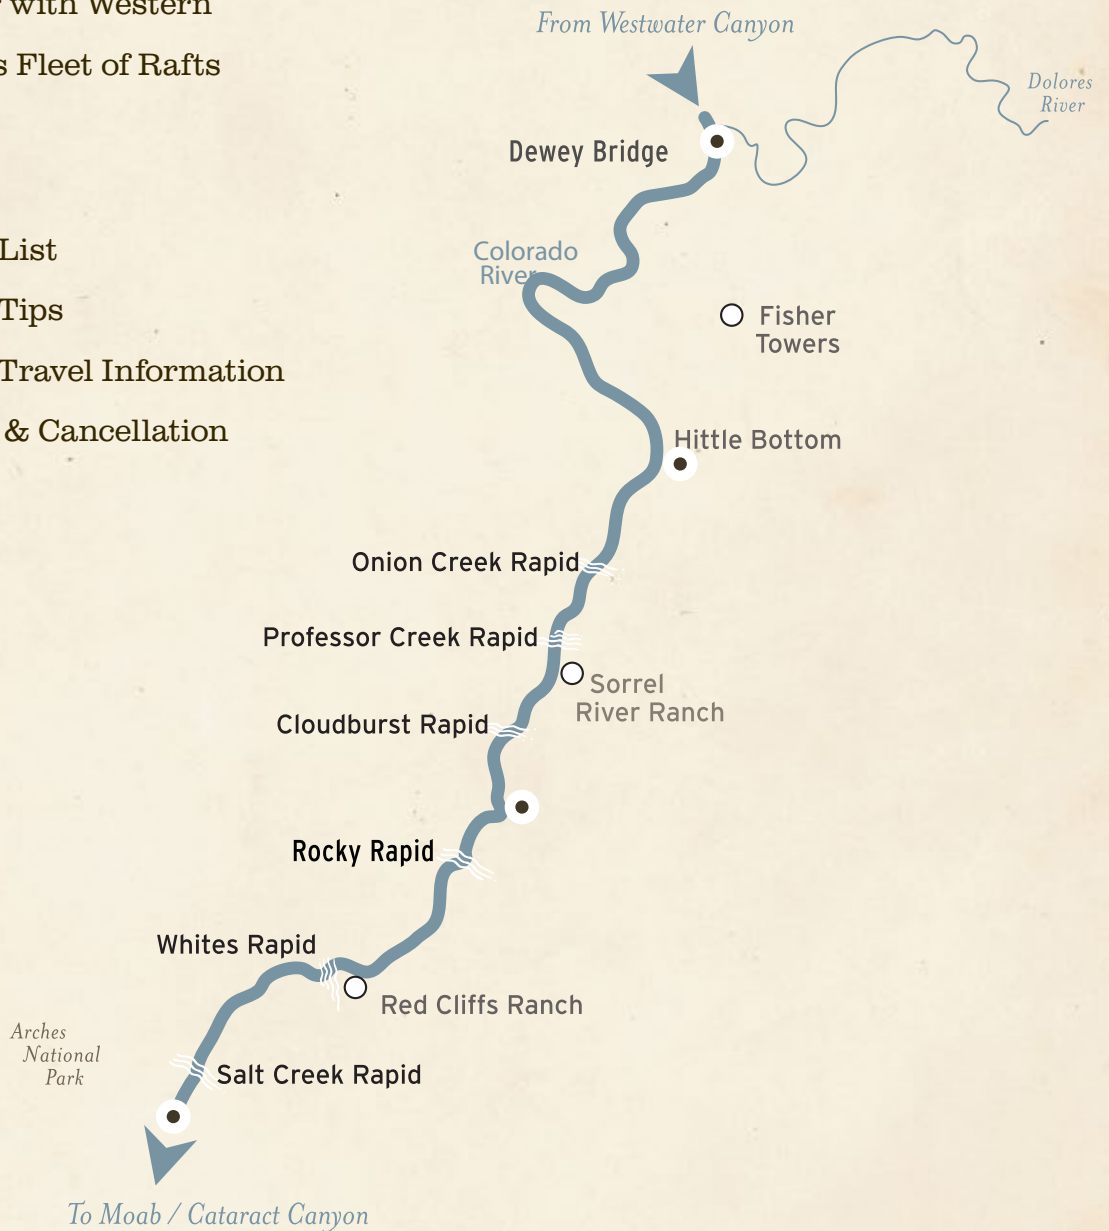 with Western
s Fleet of Rafts
List
Tips
Travel Information
& Cancellation
From Westwater Canyon
Dolores
River
Dewey Bridge
Colorado
River
Fisher
Towers
Hittle Bottom
Onion Creek Rapid
Professor Creek Rapid
Sorrel
River Ranch
Cloudburst Rapid
Rocky Rapid
Whites Rapid
Red Cliffs Ranch
Arches
National
Park
Salt Creek Rapid
To Moab / Cataract Canyon